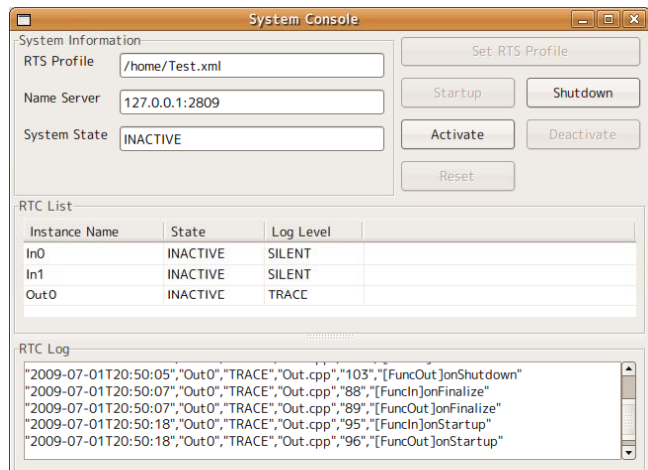 System Console
System Information
RTS Profile /home/Test.xml
Name Server 127.0.0.1:2809
System State INACTIVE
Set RTS Profile
Startup Shutdown
Activate Deactivate
Reset
RTC List
Instance Name State Log Level
In0 INACTIVE SILENT
In1 INACTIVE SILENT
Out0 INACTIVE TRACE
RTC Log
"2009-07-01T20:50:05","Out0","TRACE","Out.cpp","103","[FuncOut]onShutdown"
"2009-07-01T20:50:07","Out0","TRACE","Out.cpp","88","[FuncIn]onFinalize"
"2009-07-01T20:50:07","Out0","TRACE","Out.cpp","89","[FuncOut]onFinalize"
"2009-07-01T20:50:18","Out0","TRACE","Out.cpp","95","[FuncIn]onStartup"
"2009-07-01T20:50:18","Out0","TRACE","Out.cpp","96","[FuncOut]onStartup"